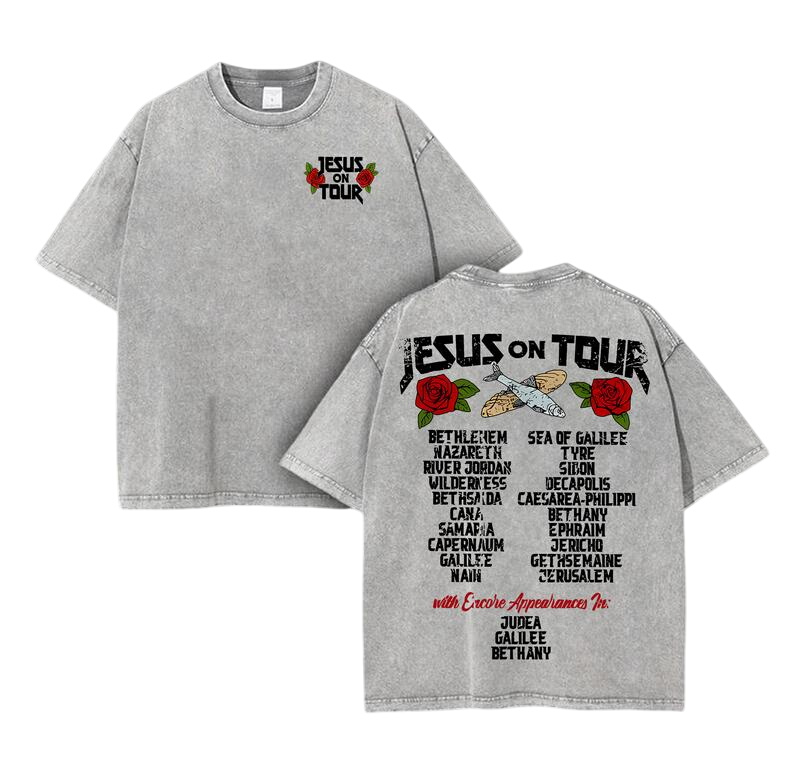 JESUS
ON
TOUR
JESUS ON TOUR
BETHLEHEM SEA OF GALILEE
NAZARETH TYRE
RIVER JORDAN SIDON
WILDERNESS DECAPOLIS
BETHSAIDA CAESAREA-PHILIPPI
CANA BETHANY
SAMARIA EPHRAIM
CAPERNAUM JERICHO
GALILEE GETHSEMAINE
NAIN JERUSALEM
with Encore Appearances In:
JUDEA
GALILEE
BETHANY